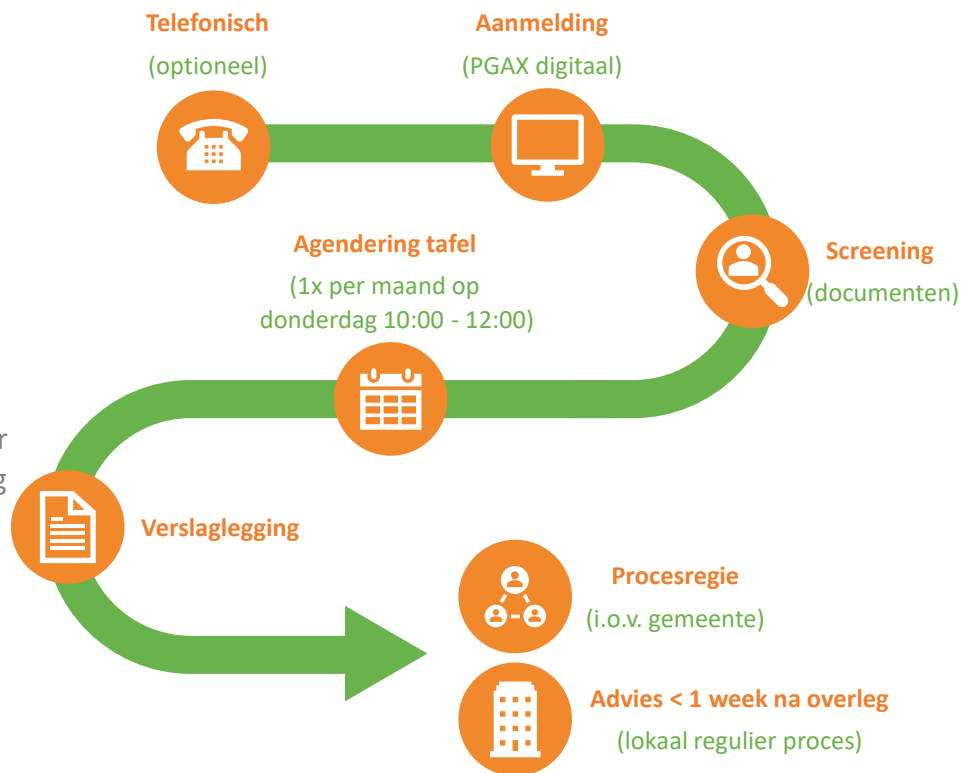 Telefonisch
(optioneel)
Aanmelding
(PGAX digitaal)
Screening
(documenten)
Agendering tafel
(1x per maand op
donderdag 10:00 - 12:00)
r
g
Verslaglegging
Procesregie
(i.o.v. gemeente)
Advies < 1 week na overleg
(lokaal regulier proces)